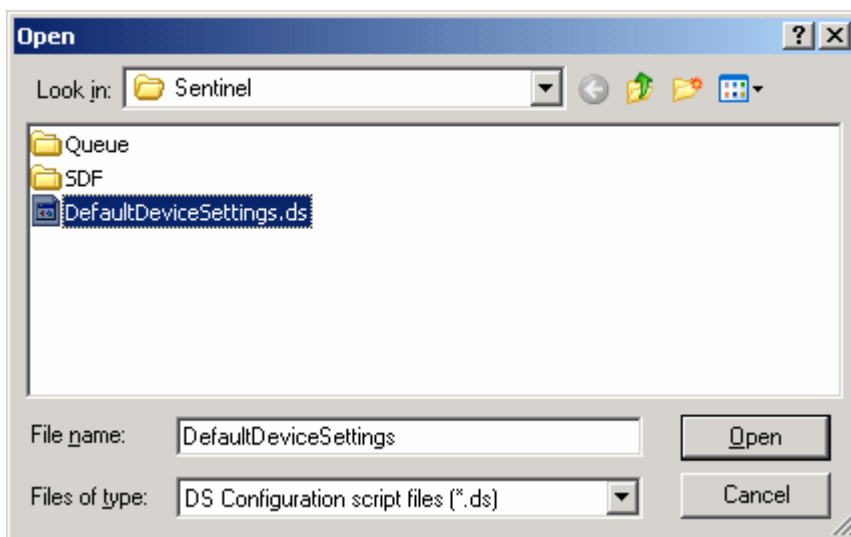 Open
Look in: Sentinel
Queue
SDF
DefaultDeviceSettings.ds
File name: DefaultDeviceSettings Open
Files of type: DS Configuration script files (*.ds) Cancel